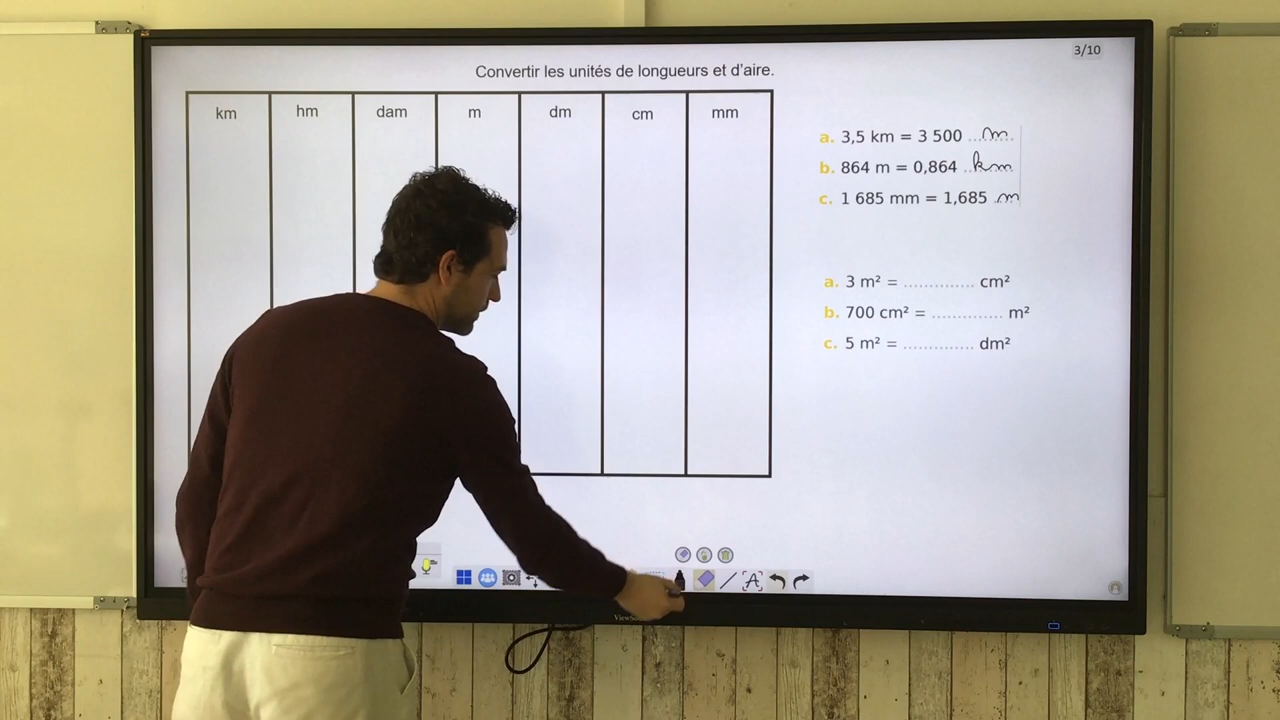 3/10
Convertir les unités de longueurs et d'aire.
km hm dam m dm cm mm
a. 3,5 km = 3 500 ...m...
b. 864 m = 0,864 ..km..
c. 1 685 mm = 1,685 ..m
a. 3 m² = .............. cm²
b. 700 cm² = .............. m²
c. 5 m² = .............. dm²
A